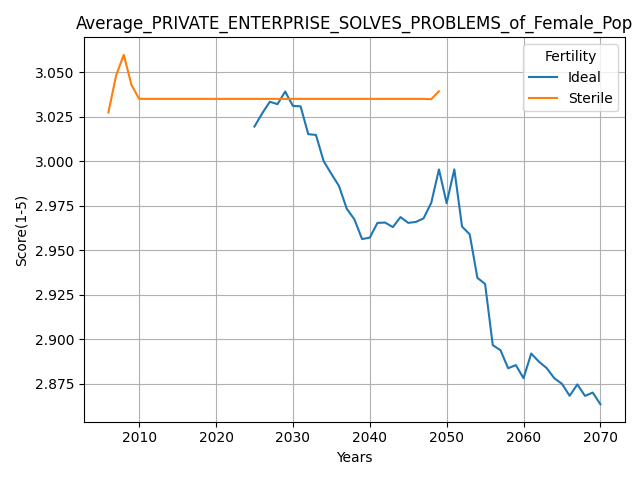 Average_PRIVATE_ENTERPRISE_SOLVES_PROBLEMS_of_Female_Pop
Fertility
Ideal
Sterile
3.050
3.025
3.000
2.975
2.950
2.925
2.900
2.875
Score(1-5)
2010 2020 2030 2040 2050 2060 2070
Years